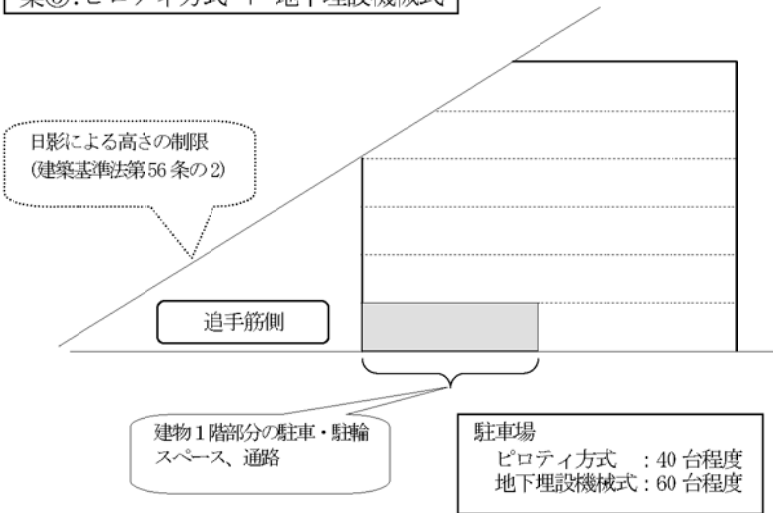 ピロティ方式 + 地下埋設機械式
日影による高さの制限
(建築基準法第56条の2)
追手筋側
建物1階部分の駐車・駐輪
スペース、通路
駐車場
ピロティ方式 :40台程度
地下埋設機械式:60台程度